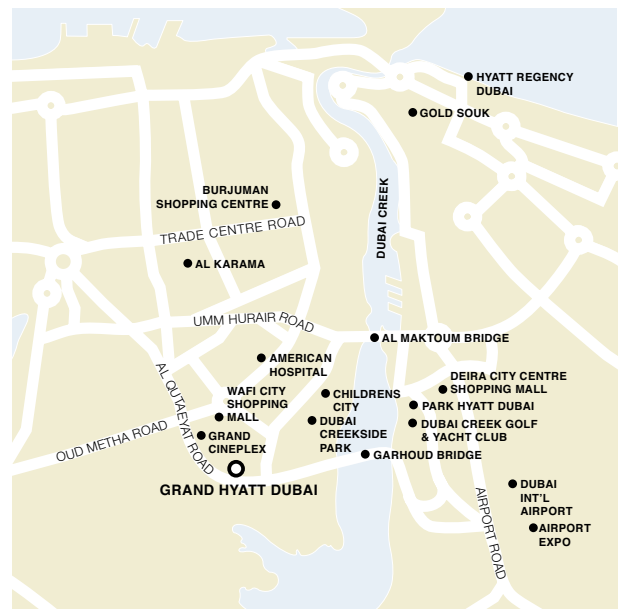 HYATT REGENCY
DUBAI
GOLD SOUK
BURJUMAN
SHOPPING CENTRE
DUBAI CREEK
TRADE CENTRE ROAD
AL KARAMA
UMM HURAIR ROAD
AL MAKTOUM BRIDGE
AMERICAN
HOSPITAL
DEIRA CITY CENTRE
SHOPPING MALL
AL QUTAEYAT ROAD
WAFI CITY
SHOPPING
MALL
CHILDRENS
CITY
PARK HYATT DUBAI
DUBAI
CREEKSIDE
PARK
DUBAI CREEK GOLF
& YACHT CLUB
OUD METHA ROAD
GRAND
CINEPLEX
GARHOUD BRIDGE
GRAND HYATT DUBAI
DUBAI
INT'L
AIRPORT
AIRPORT ROAD
AIRPORT
EXPO